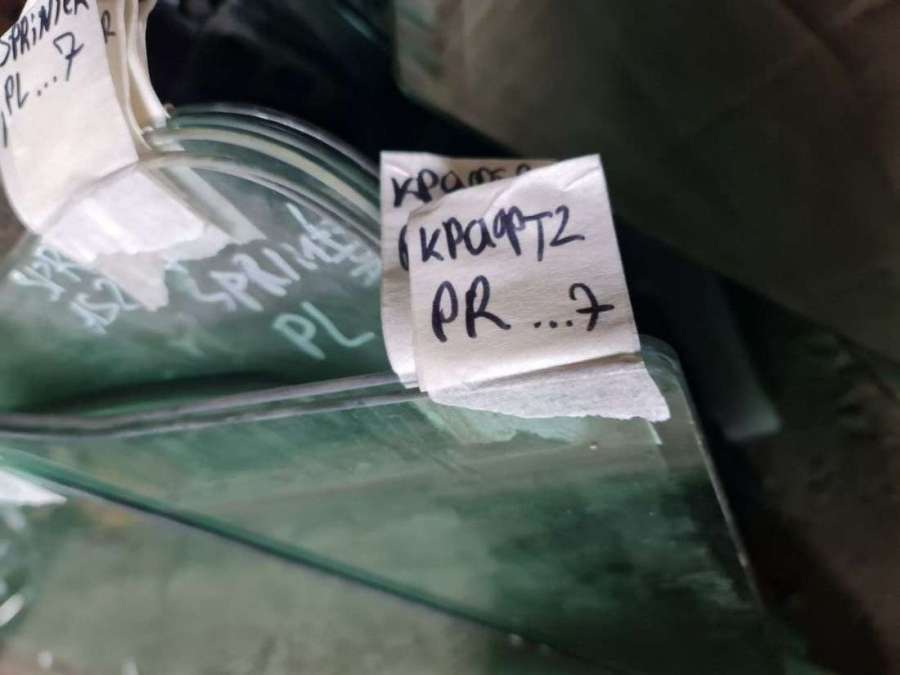 SPRINTER
PL...7
R
крафт2
PR...7
SPRINTER
PL